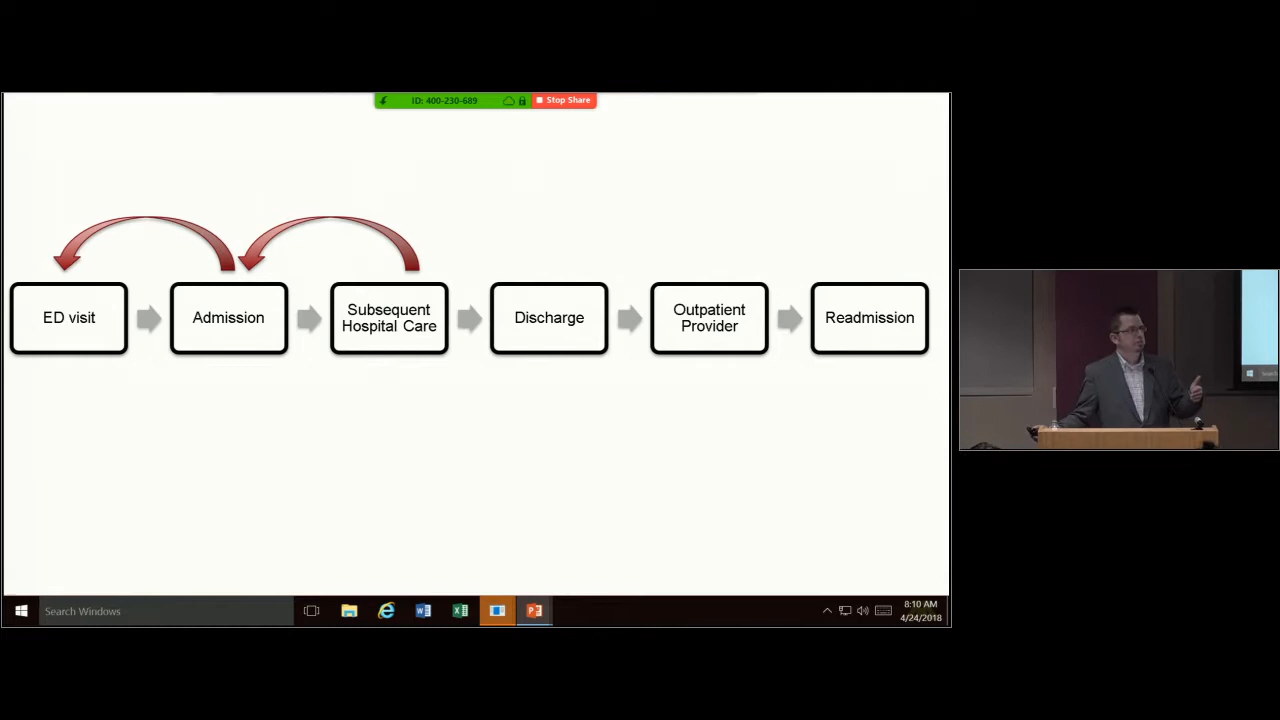 ID: 400-230-689
Stop Share
ED visit
Admission
Subsequent
Hospital Care
Discharge
Outpatient
Provider
Readmission
Search Windows
8:10 AM
4/24/2018